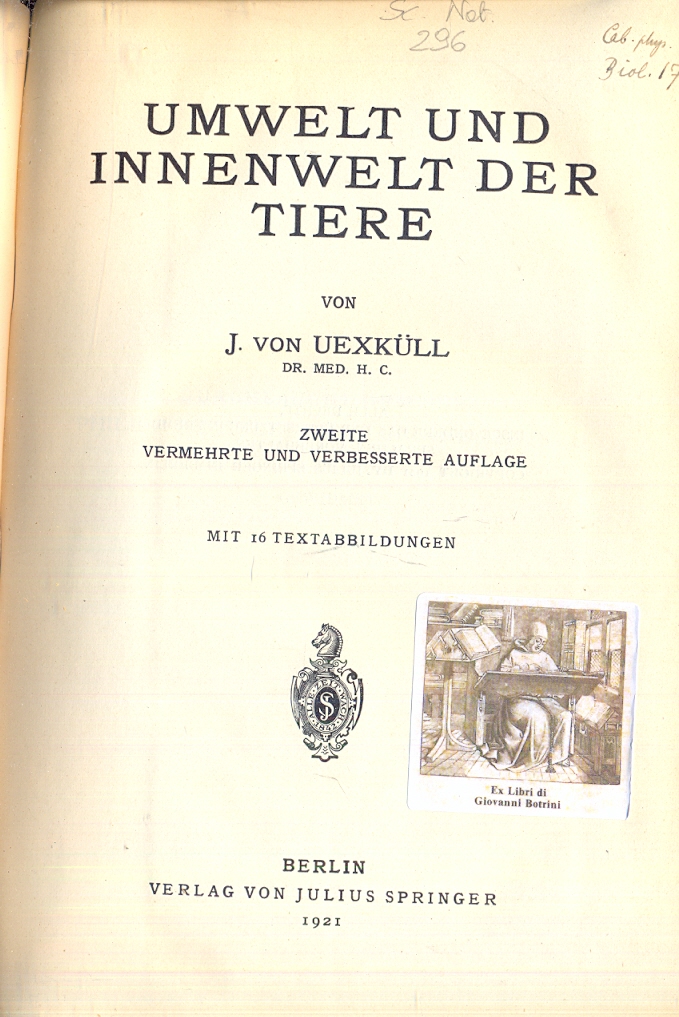 Sc. Nat.
296
Cab. phys.
Biol. 17
UMWELT UND
INNENWELT DER
TIERE
VON
J. VON UEXKÜLL
DR. MED. H. C.
ZWEITE
VERMEHRTE UND VERBESSERTE AUFLAGE
MIT 16 TEXTABBILDUNGEN
Ex Libri di
Giovanni Botrini
BERLIN
VERLAG VON JULIUS SPRINGER
1921